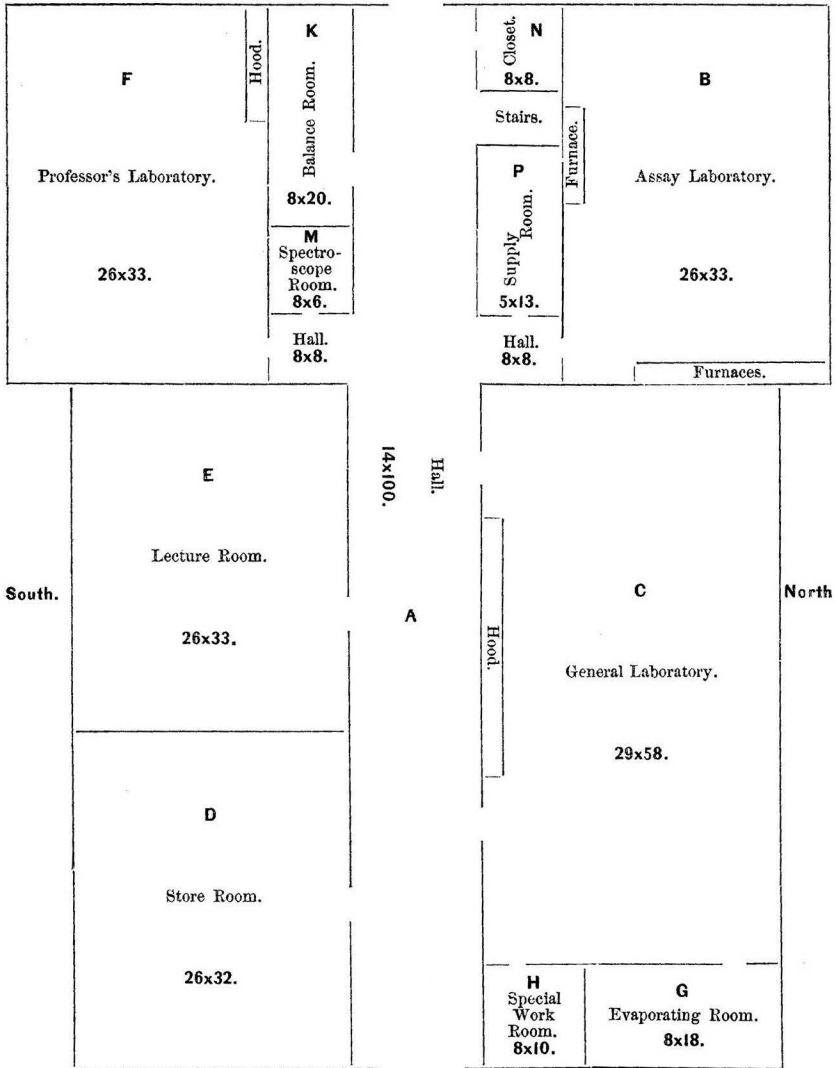 F
Hood.
Professor's Laboratory.
26x33.
K
Balance Room.
8x20.
M
Spectro-
scope
Room.
8x6.
Hall.
8x8.
N
Closet.
8x8.
Stairs.
P
Supply
Room.
5x13.
Hall.
8x8.
B
Furnace.
Assay Laboratory.
26x33.
Furnaces.
Hall.
14x100.
A
E
Lecture Room.
26x33.
South.
D
Store Room.
26x32.
Hood.
C
General Laboratory.
29x58.
North
H
Special
Work
Room.
8x10.
G
Evaporating Room.
8x18.